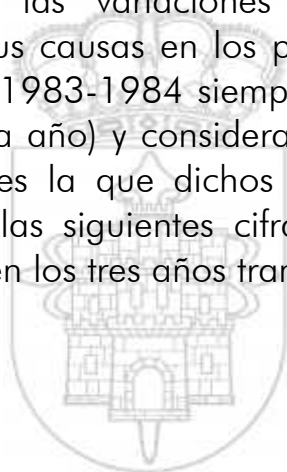 las variaciones
us causas en los p
1983-1984 siemp
a año) y considera
es la que dichos
las siguientes cifr
en los tres años tran